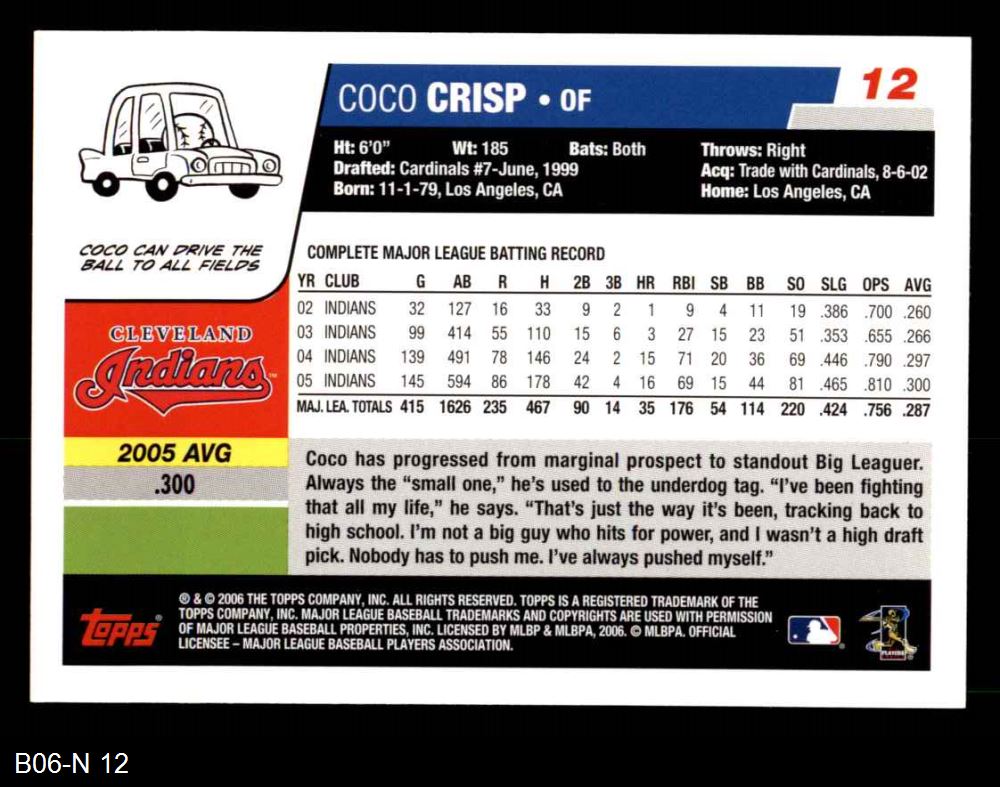 12
COCO CRISP • OF
Ht: 6'0" Wt: 185 Bats: Both Throws: Right
Drafted: Cardinals #7-June, 1999 Acq: Trade with Cardinals, 8-6-02
Born: 11-1-79, Los Angeles, CA Home: Los Angeles, CA
COCO CAN DRIVE THE
BALL TO ALL FIELDS
COMPLETE MAJOR LEAGUE BATTING RECORD
YR CLUB G AB R H 2B 3B HR RBI SB BB SO SLG OPS AVG
02 INDIANS 32 127 16 33 9 2 1 9 4 11 19 .386 .700 .260
03 INDIANS 99 414 55 110 15 6 3 27 15 23 51 .353 .655 .266
04 INDIANS 139 491 78 146 24 2 15 71 20 36 69 .446 .790 .297
05 INDIANS 145 594 86 178 42 4 16 69 15 44 81 .465 .810 .300
MAJ. LEA. TOTALS 415 1626 235 467 90 14 35 176 54 114 220 .424 .756 .287
CLEVELAND
Indians™
2005 AVG
.300
Coco has progressed from marginal prospect to standout Big Leaguer.
Always the “small one,” he’s used to the underdog tag. “I’ve been fighting
that all my life,” he says. “That’s just the way it’s been, tracking back to
high school. I’m not a big guy who hits for power, and I wasn’t a high draft
pick. Nobody has to push me. I’ve always pushed myself.”
Topps®
® & © 2006 THE TOPPS COMPANY, INC. ALL RIGHTS RESERVED. TOPPS IS A REGISTERED TRADEMARK OF THE
TOPPS COMPANY, INC. MAJOR LEAGUE BASEBALL TRADEMARKS AND COPYRIGHTS ARE USED WITH PERMISSION
OF MAJOR LEAGUE BASEBALL PROPERTIES, INC. LICENSED BY MLBP & MLBPA, 2006. © MLBPA. OFFICIAL
LICENSEE – MAJOR LEAGUE BASEBALL PLAYERS ASSOCIATION.
PLAYERS
B06-N 12